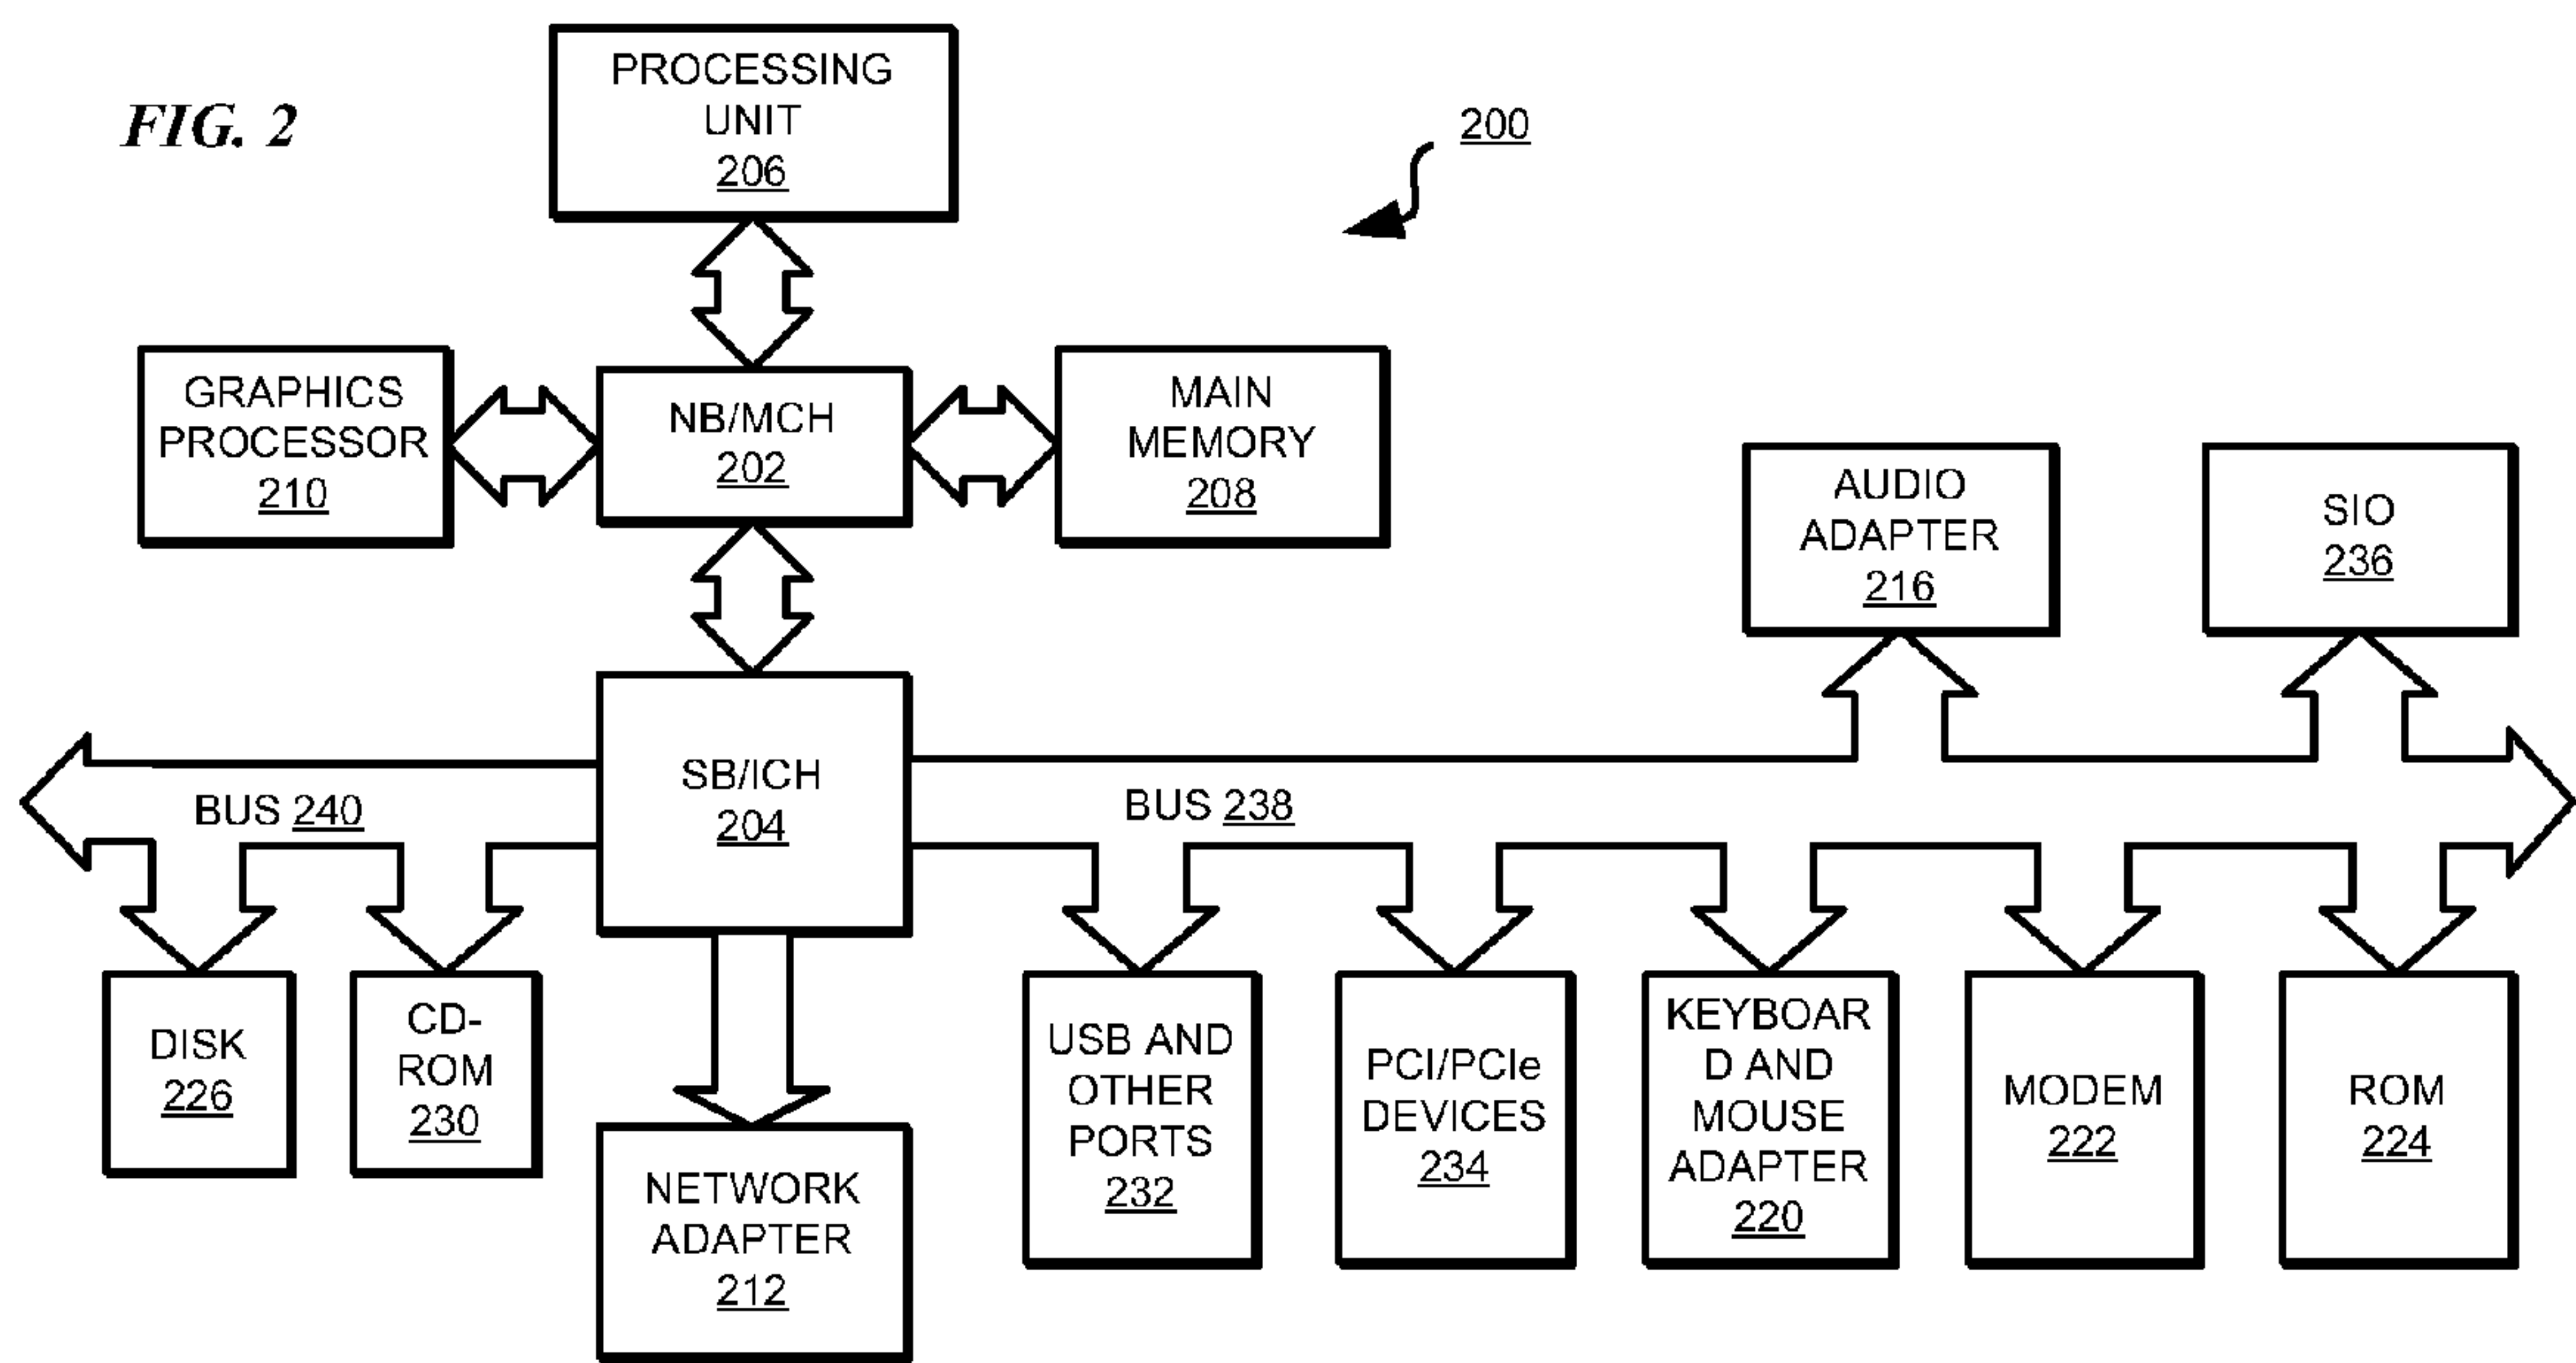 FIG. 2
PROCESSING
UNIT
206
200
GRAPHICS
PROCESSOR
210
NB/MCH
202
MAIN
MEMORY
208
AUDIO
ADAPTER
216
SIO
236
SB/ICH
204
BUS 240
BUS 238
DISK
226
CD-
ROM
230
NETWORK
ADAPTER
212
USB AND
OTHER
PORTS
232
PCI/PCIe
DEVICES
234
KEYBOAR
D AND
MOUSE
ADAPTER
220
MODEM
222
ROM
224